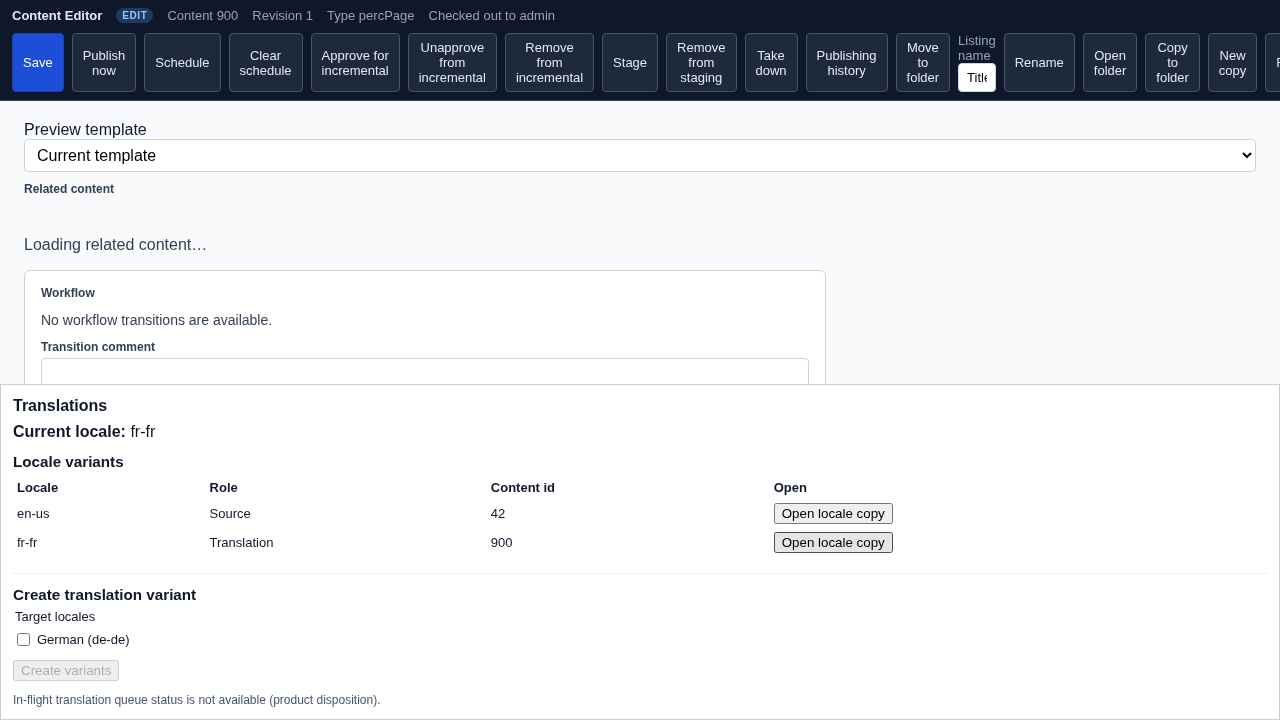 Content Editor EDIT Content 900 Revision 1 Type percPage Checked out to admin
Save
Publish
now
Schedule
Clear
schedule
Approve for
incremental
Unapprove
from
incremental
Remove
from
incremental
Stage
Remove
from
staging
Take
down
Publishing
history
Move
to
folder
Listing
name
Title
Rename
Open
folder
Copy
to
folder
New
copy
Preview template
Current template
Related content
Loading related content…
Workflow
No workflow transitions are available.
Transition comment
Translations
Current locale: fr-fr
Locale variants
Locale Role Content id Open
en-us Source 42 Open locale copy
fr-fr Translation 900 Open locale copy
Create translation variant
Target locales
German (de-de)
Create variants
In-flight translation queue status is not available (product disposition).